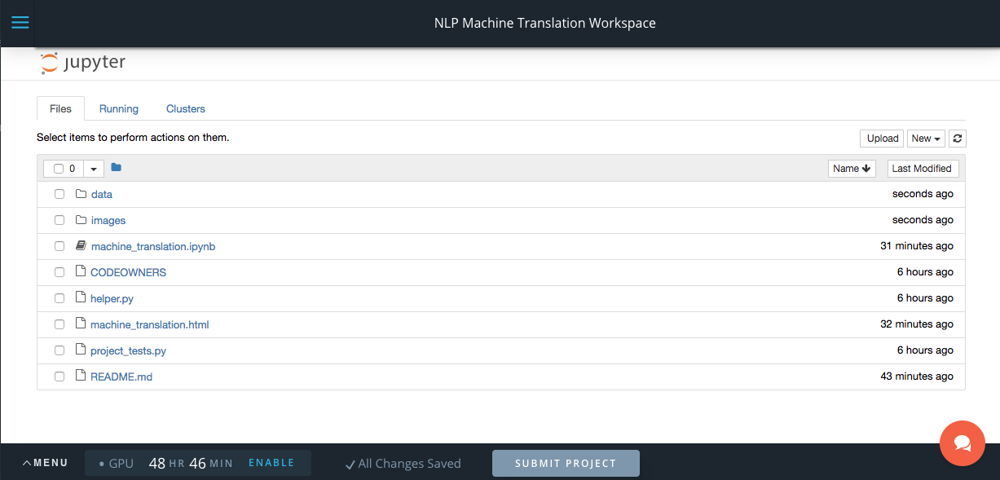 NLP Machine Translation Workspace
jupyter
Files Running Clusters
Select items to perform actions on them. Upload New
0 Name Last Modified
data seconds ago
images seconds ago
machine_translation.ipynb 31 minutes ago
CODEOWNERS 6 hours ago
helper.py 6 hours ago
machine_translation.html 32 minutes ago
project_tests.py 6 hours ago
README.md 43 minutes ago
MENU GPU 48 HR 46 MIN ENABLE All Changes Saved SUBMIT PROJECT